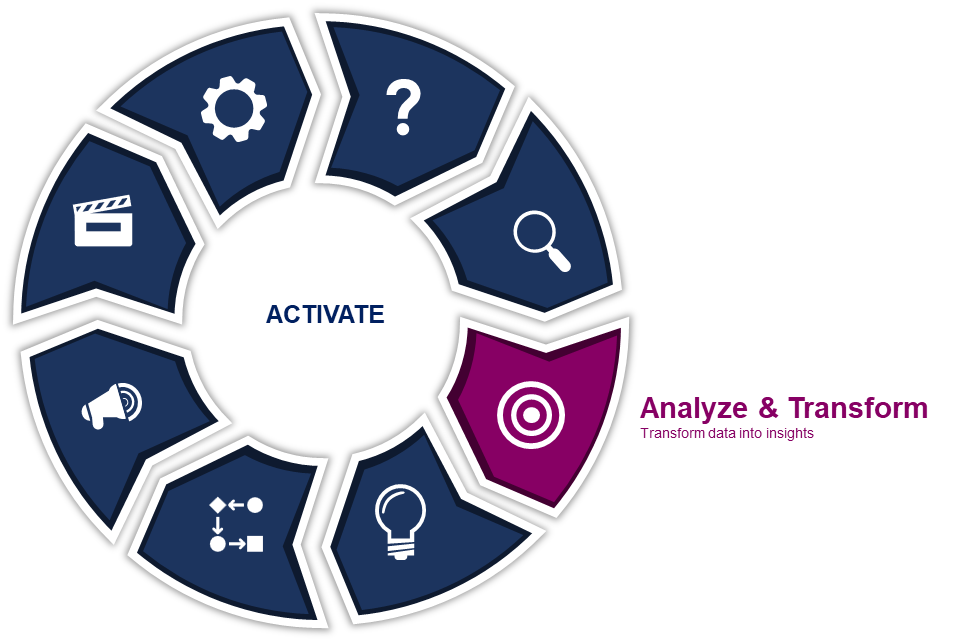 ACTIVATE
Analyze & Transform
Transform data into insights